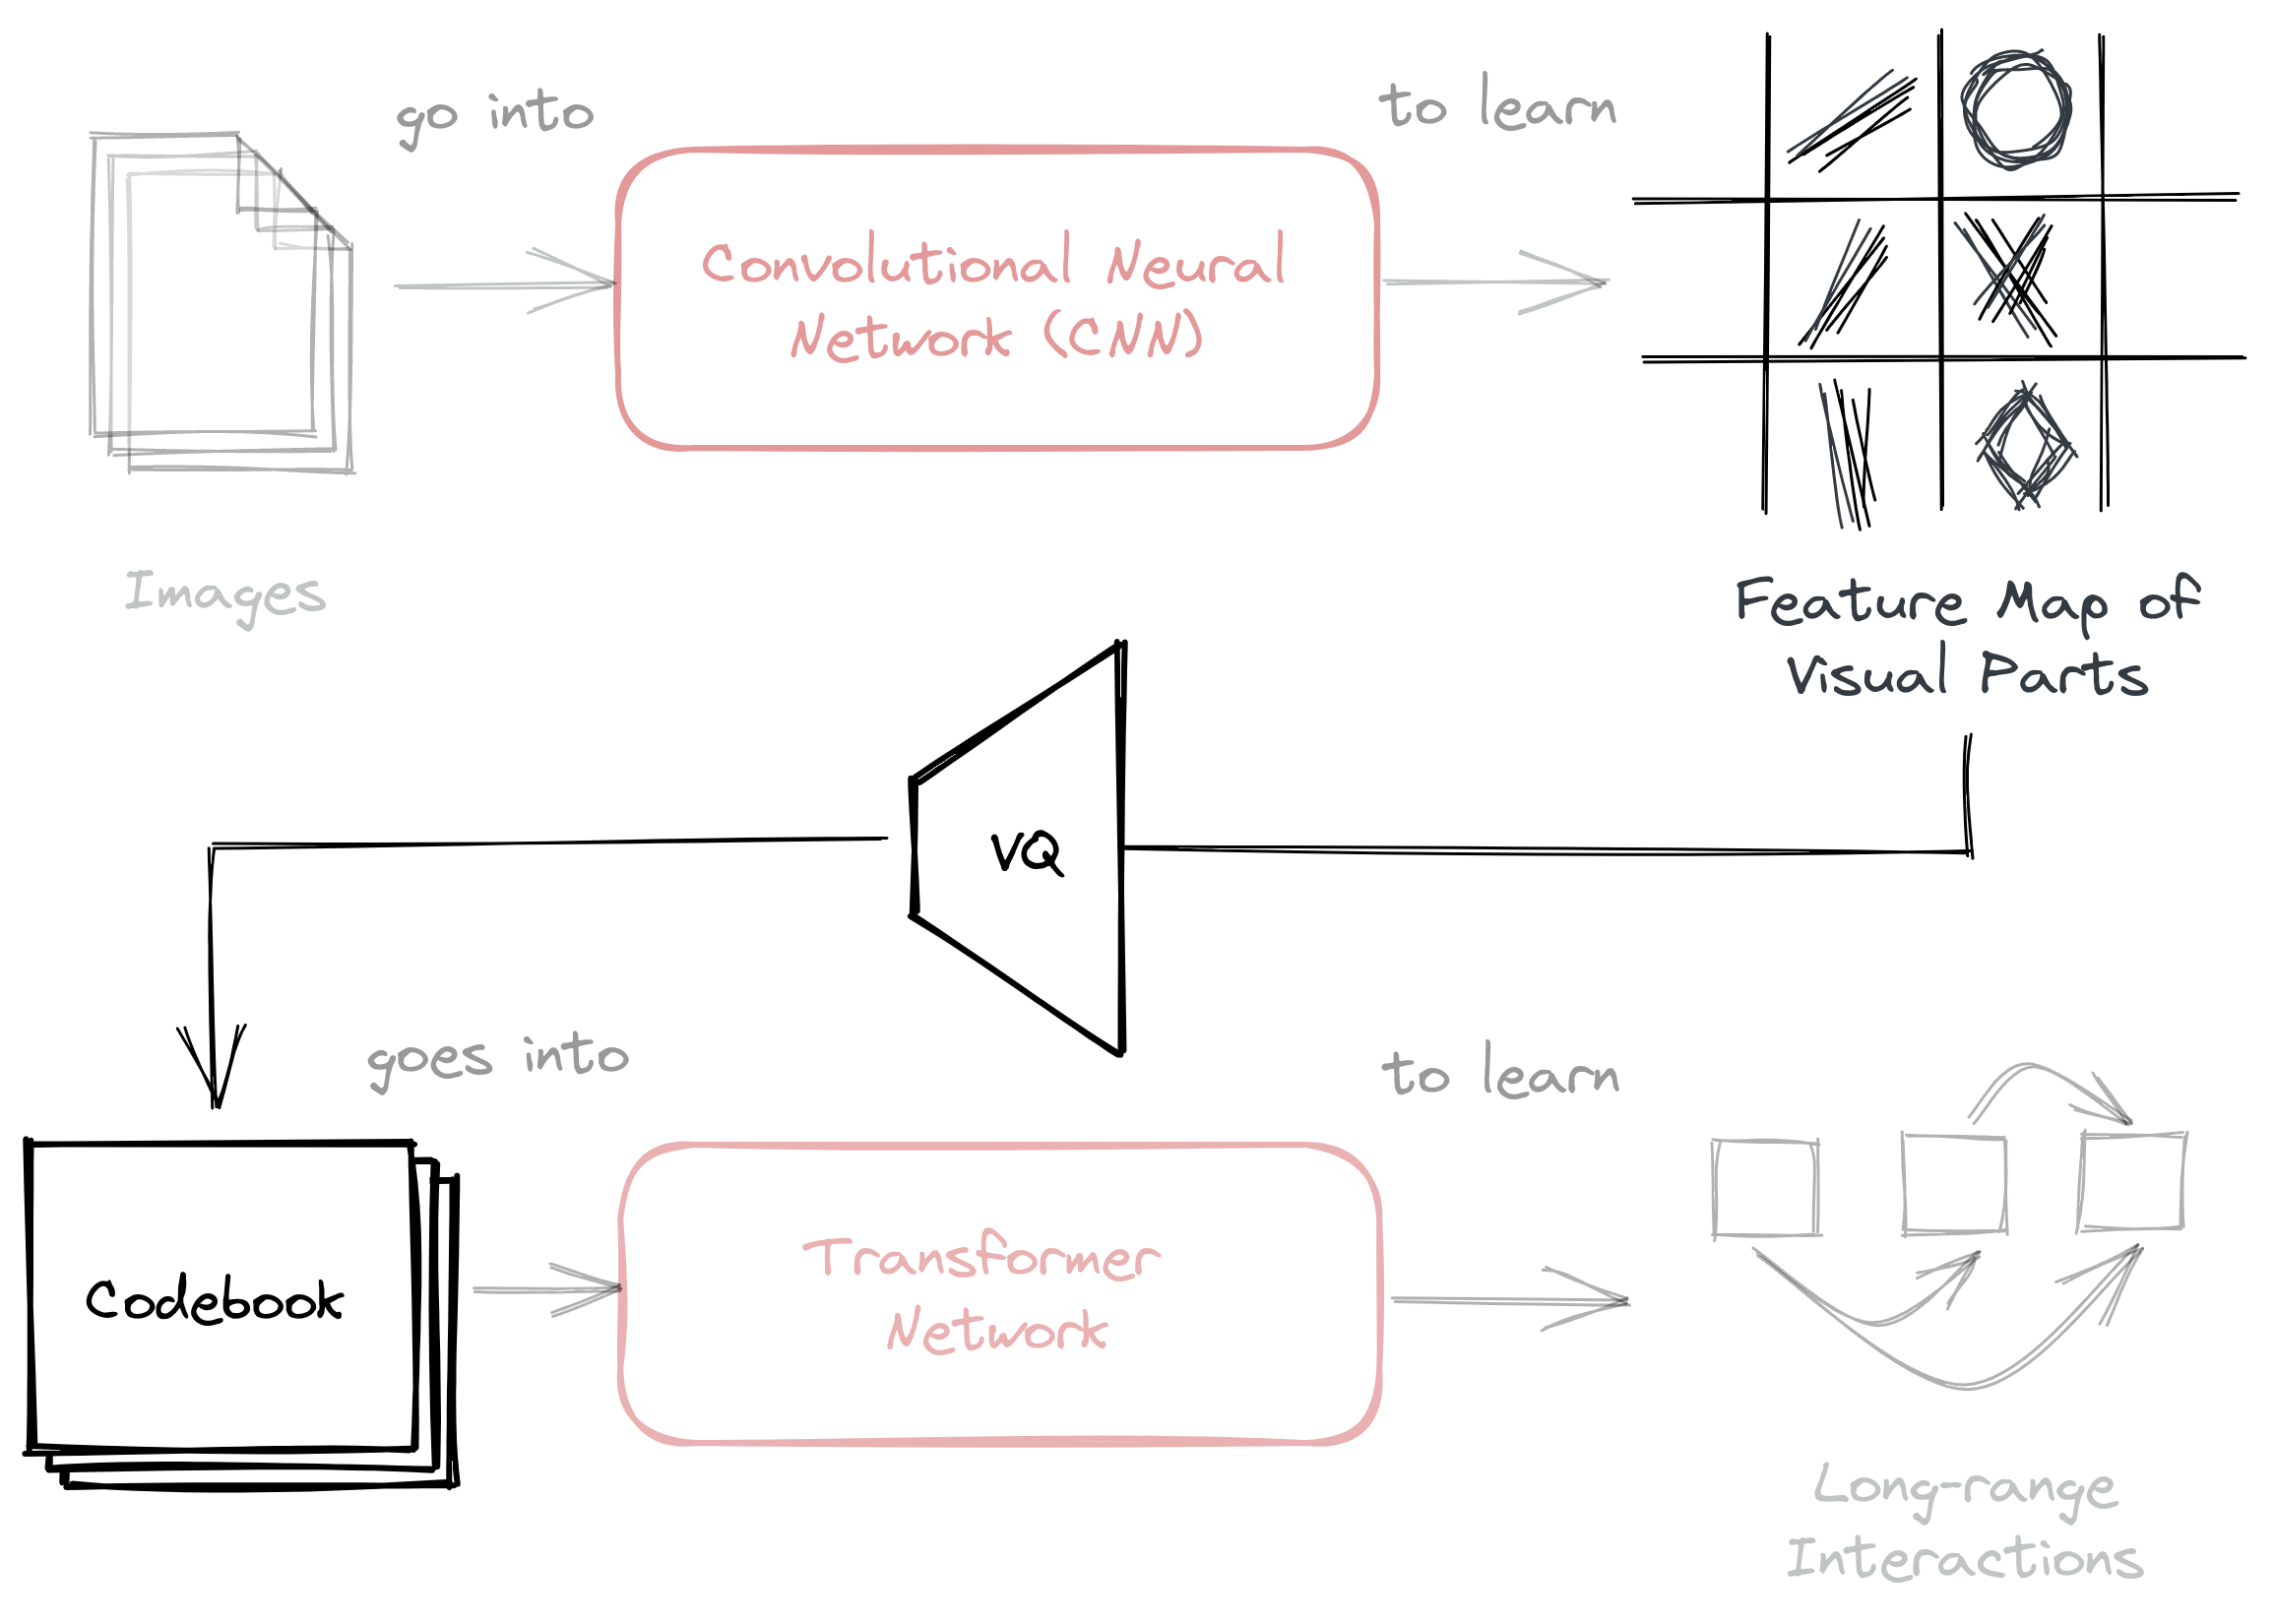 go into
to learn
Convolutional Neural
Network (CNN)
Images
Feature Map of
Visual Parts
VQ
goes into
to learn
Codebook
Transformer
Network
Long-range
Interactions